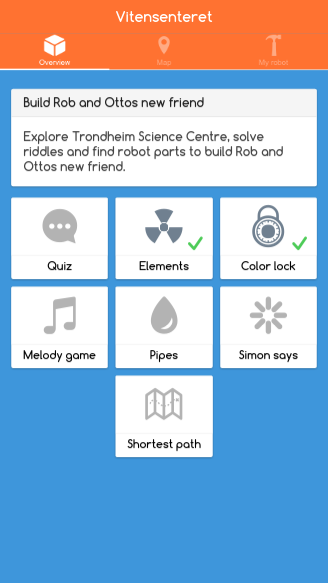 Vitensenteret
Overview
Map
My robot
Build Rob and Ottos new friend
Explore Trondheim Science Centre, solve
riddles and find robot parts to build Rob and
Ottos new friend.
Quiz
Elements
Color lock
Melody game
Pipes
Simon says
Shortest path